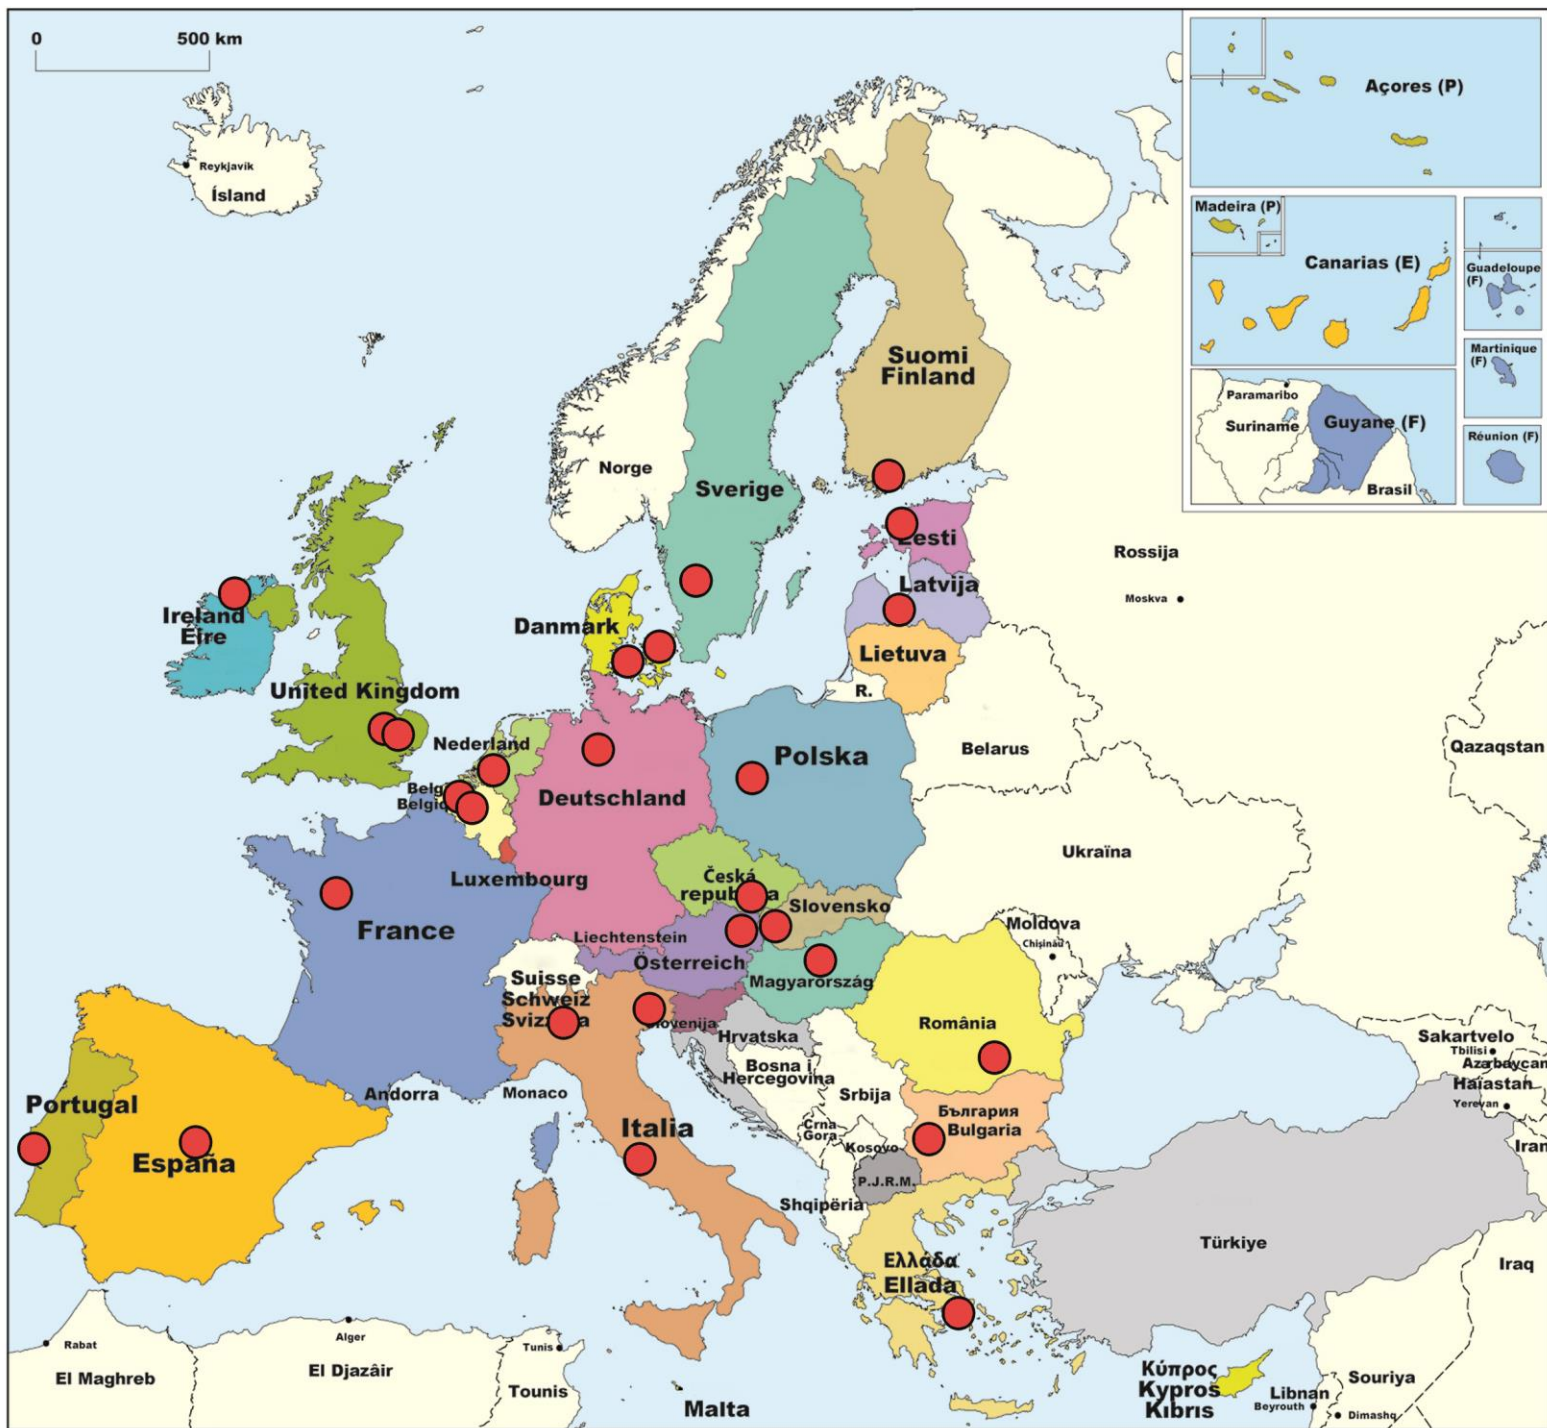 0 500 km
Açores (P)
Reykjavík
Ísland
Madeira (P)
Canarias (E)
Guadeloupe
(F)
Suomi
Finland
Martinique
(F)
Paramaribo
Suriname
Guyane (F)
Réunion (F)
Norge
Sverige
Brasil
Eesti
Rossija
Latvija
Moskva
Ireland
Éire
Danmark
Lietuva
United Kingdom
R.
Nederland
Belarus
Qazaqstan
Polska
Deutschland
Ukraïna
Luxembourg
Česká
Slovensko
France
Liechtenstein
Österreich
Moldova
Chişinău
Suisse
Schweiz
Magyarország
România
Hrvatska
Sakartvelo
Tbilisi
Azərbaycan
Bosna i
Hercegovina
Haïastan
Yerevan
Andorra
Monaco
Srbija
Portugal
България
Bulgaria
Italia
Crna
Gora
Kosovo
Iran
España
P.J.R.M.
Shqipëria
Türkiye
Iraq
Ελλάδα
Ellada
Rabat
Alger
Tunis
El Maghreb
El Djazâir
Tounis
Malta
Κύπρος
Kypros
Kıbrıs
Souriya
Libnan
Beyrouth
Dimashq